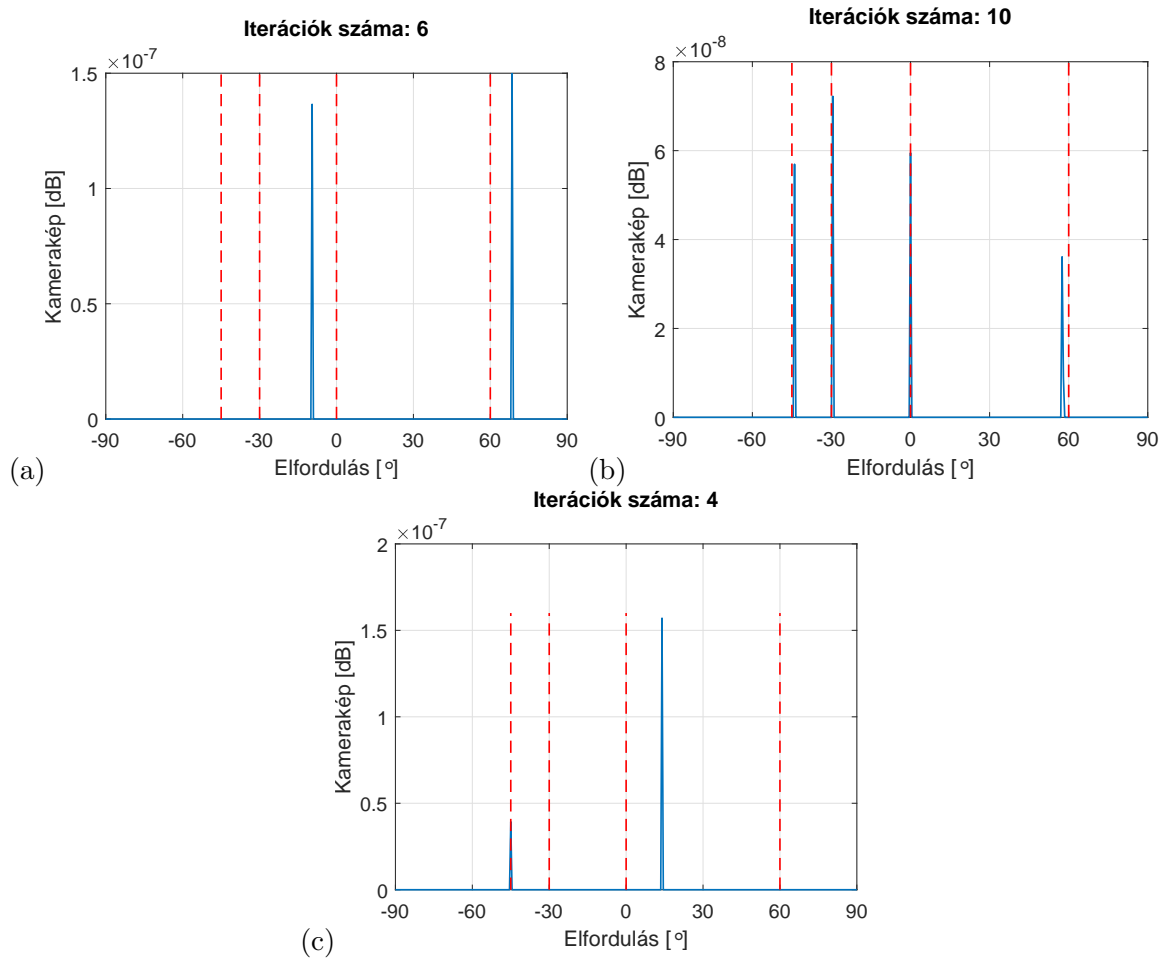 Iterációk száma: 6
×10-7
1.5
1
0.5
0
Kamerakép [dB]
-90 -60 -30 0 30 60 90
Elfordulás [°]
(a)
Iterációk száma: 10
×10-8
8
6
4
2
0
Kamerakép [dB]
-90 -60 -30 0 30 60 90
Elfordulás [°]
(b)
Iterációk száma: 4
×10-7
2
1.5
1
0.5
0
Kamerakép [dB]
-90 -60 -30 0 30 60 90
Elfordulás [°]
(c)